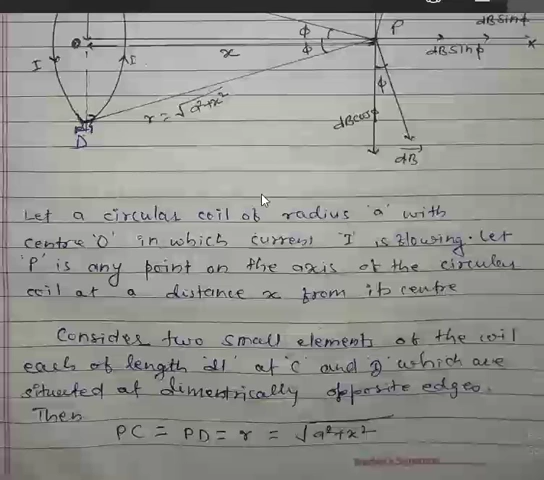 dBsinφ
φ
P
O
φ
x
dBsinφ
x
I
I
r = √a²+x²
φ
dBcosφ
D
dB
Let a circular coil of radius 'a' with
centre 'O' in which current 'I' is flowing. Let
'P' is any point on the axis of the circular
coil at a distance x from its centre
Consider two small elements of the coil
each of length 'dl' at 'C' and D' which are
situated at dimentrically opposite edges.
Then
PC = PD = r = √a²+x²
Teacher's Signature